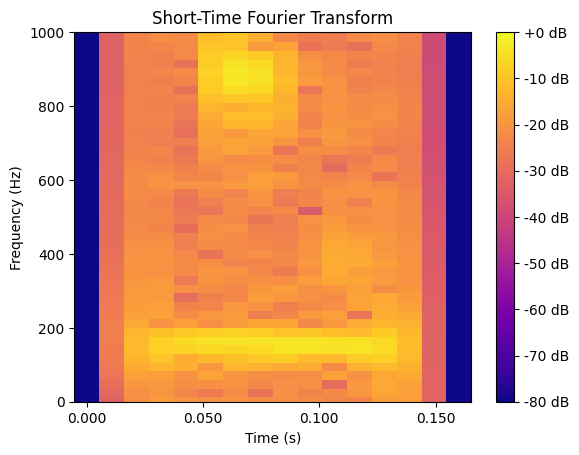 Short-Time Fourier Transform
Frequency (Hz)
1000
800
600
400
200
0
0.000
0.050
0.100
0.150
Time (s)
+0 dB
-10 dB
-20 dB
-30 dB
-40 dB
-50 dB
-60 dB
-70 dB
-80 dB